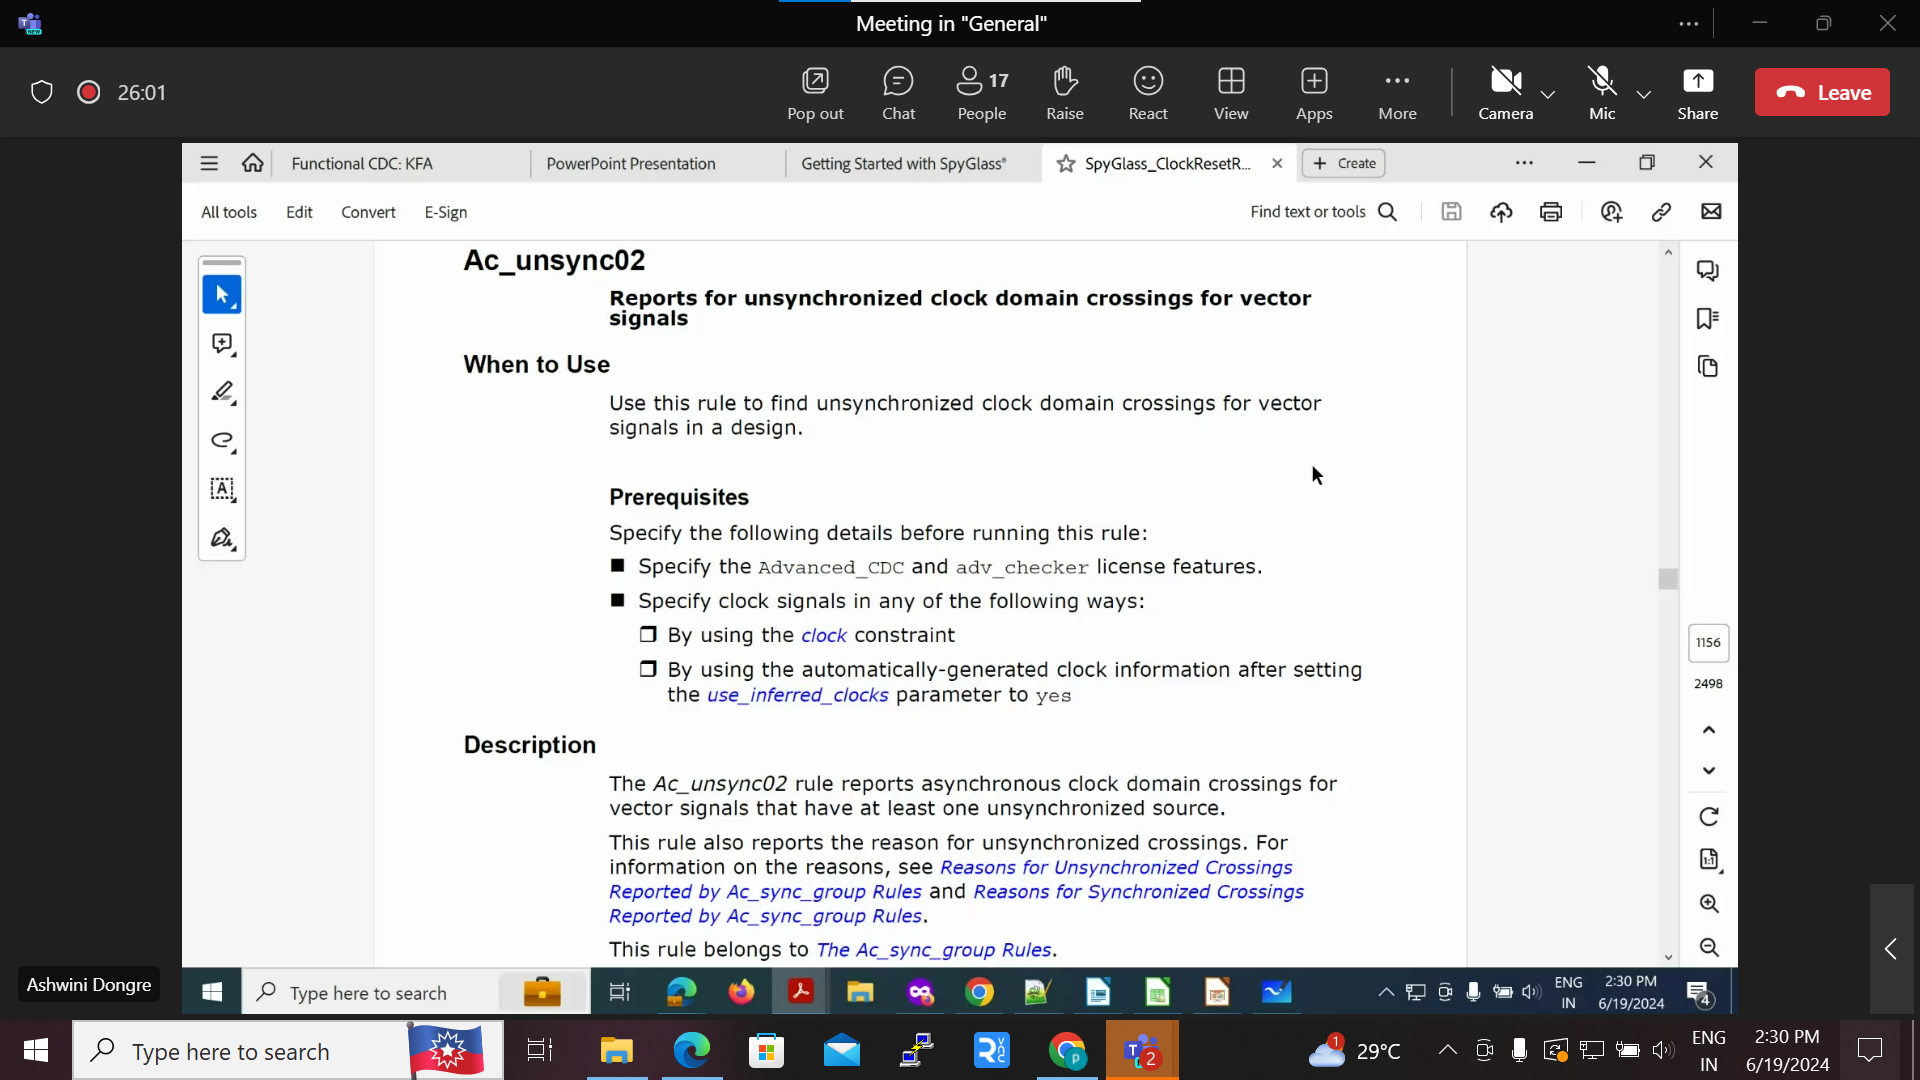 Meeting in "General"
26:01
Pop out
Chat
17
People
Raise
React
View
Apps
More
Camera
Mic
Share
Leave
Functional CDC: KFA
PowerPoint Presentation
Getting Started with SpyGlass®
SpyGlass_ClockResetR...
Create
All tools
Edit
Convert
E-Sign
Find text or tools
Ac_unsync02
Reports for unsynchronized clock domain crossings for vector
signals
When to Use
Use this rule to find unsynchronized clock domain crossings for vector
signals in a design.
Prerequisites
Specify the following details before running this rule:
Specify the Advanced_CDC and adv_checker license features.
Specify clock signals in any of the following ways:
By using the clock constraint
By using the automatically-generated clock information after setting
the use_inferred_clocks parameter to yes
Description
The Ac_unsync02 rule reports asynchronous clock domain crossings for
vector signals that have at least one unsynchronized source.
This rule also reports the reason for unsynchronized crossings. For
information on the reasons, see Reasons for Unsynchronized Crossings
Reported by Ac_sync_group Rules and Reasons for Synchronized Crossings
Reported by Ac_sync_group Rules.
This rule belongs to The Ac_sync_group Rules.
1156
2498
Ashwini Dongre
Type here to search
ENG
IN
2:30 PM
6/19/2024
4
Type here to search
2
1
29°C
ENG
IN
2:30 PM
6/19/2024